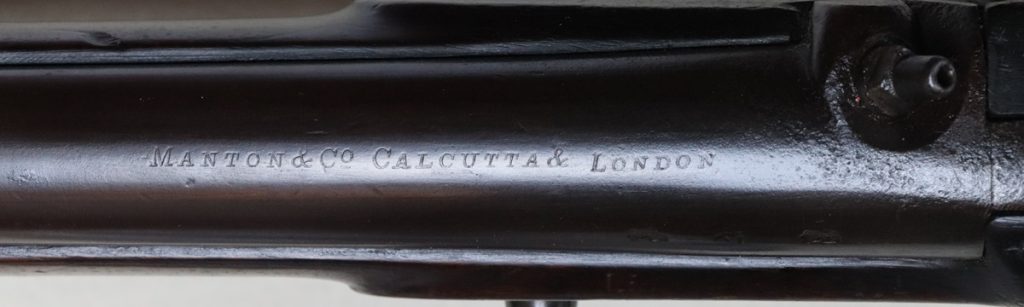 MANTON & Co CALCUTTA & LONDON